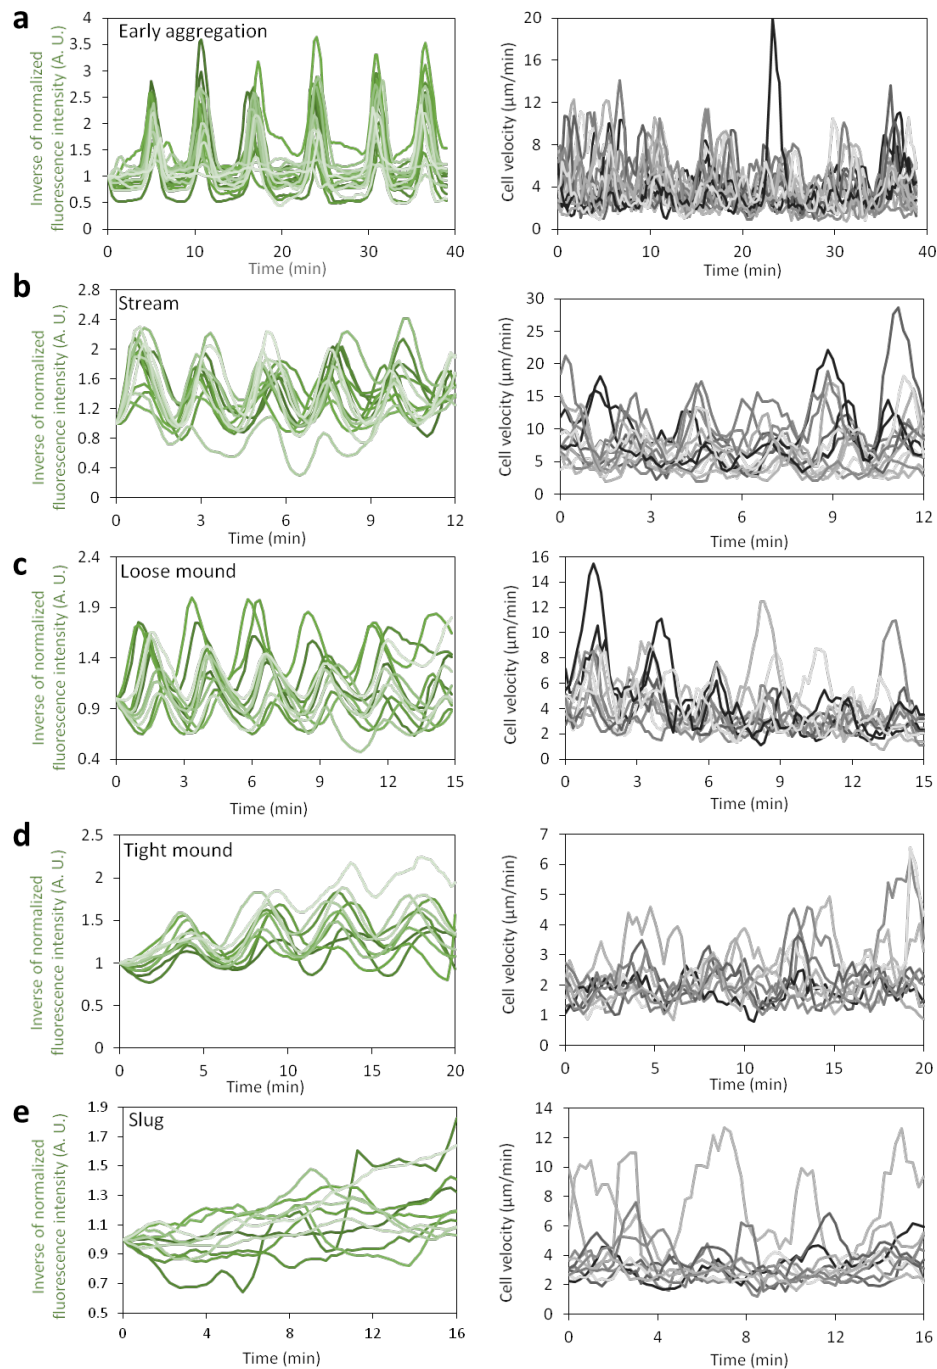 a
Early aggregation
Inverse of normalized
fluorescence intensity (A. U.)
4
3.5
3
2.5
2
1.5
1
0.5
0
0 10 20 30 40
Time (min)
Cell velocity (µm/min)
20
16
12
8
4
0
0 10 20 30 40
Time (min)
b
Stream
Inverse of normalized
fluorescence intensity (A. U.)
2.8
2.4
2
1.6
1.2
0.8
0.4
0
0 3 6 9 12
Time (min)
Cell velocity (µm/min)
30
25
20
15
10
5
0
0 3 6 9 12
Time (min)
c
Loose mound
Inverse of normalized
fluorescence intensity (A. U.)
2.4
1.9
1.4
0.9
0.4
0 3 6 9 12 15
Time (min)
Cell velocity (µm/min)
16
14
12
10
8
6
4
2
0
0 3 6 9 12 15
Time (min)
d
Tight mound
Inverse of normalized
fluorescence intensity (A. U.)
2.5
2
1.5
1
0.5
0
0 5 10 15 20
Time (min)
Cell velocity (µm/min)
7
6
5
4
3
2
1
0
0 5 10 15 20
Time (min)
e
Slug
Inverse of normalized
fluorescence intensity (A. U.)
1.9
1.7
1.5
1.3
1.1
0.9
0.7
0.5
0 4 8 12 16
Time (min)
Cell velocity (µm/min)
14
12
10
8
6
4
2
0
0 4 8 12 16
Time (min)